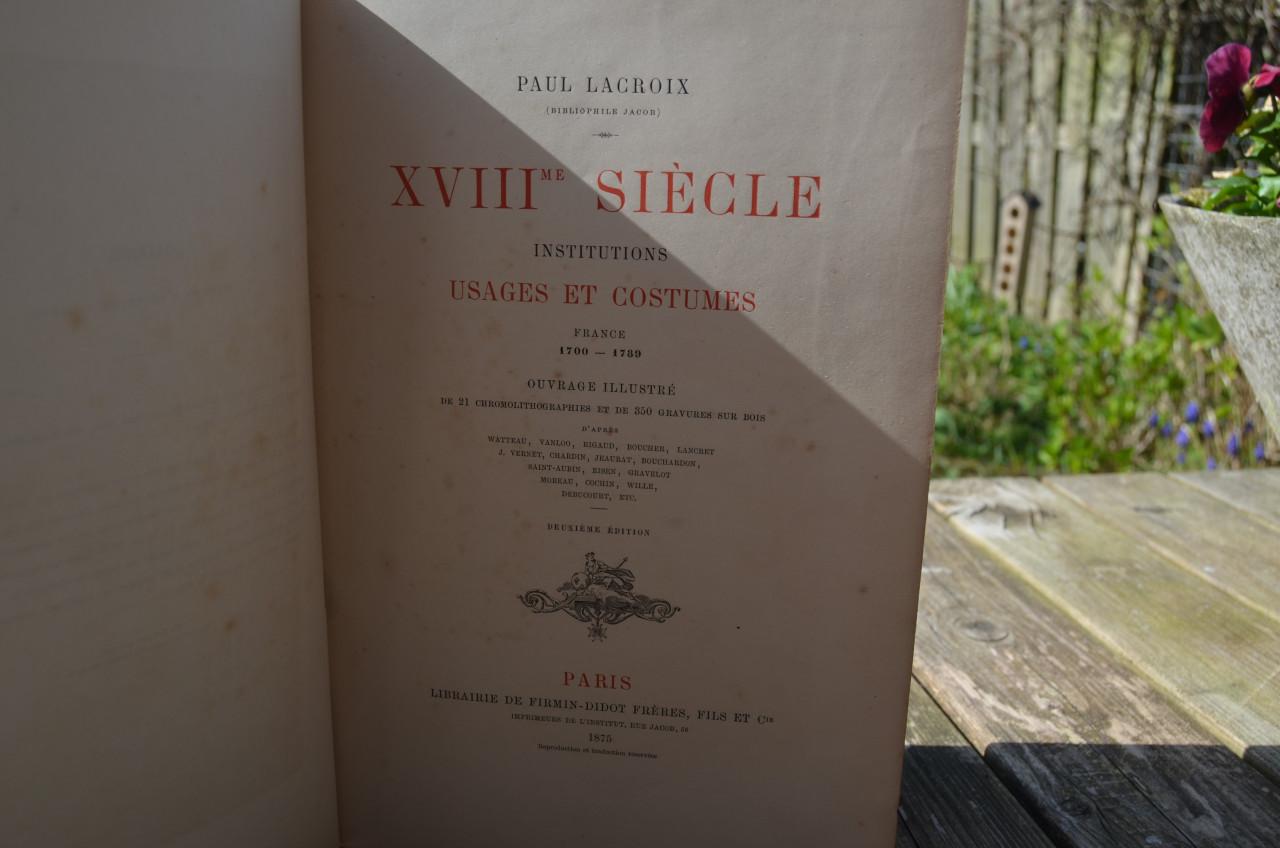 PAUL LACROIX
(BIBLIOPHILE JACOB)
XVIIIME SIÈCLE
INSTITUTIONS
USAGES ET COSTUMES
FRANCE
1700 — 1789
OUVRAGE ILLUSTRÉ
DE 21 CHROMOLITHOGRAPHIES ET DE 350 GRAVURES SUR BOIS
D'APRÈS
WATTEAU, VANLOO, RIGAUD, BOUCHER, LANCRET
J. VERNET, CHARDIN, JEAURAT, BOUCHARDON,
SAINT-AUBIN, EISEN, GRAVELOT
MOREAU, COCHIN, WILLE,
DEBUCOURT, ETC.
DEUXIÈME ÉDITION
PARIS
LIBRAIRIE DE FIRMIN-DIDOT FRÈRES, FILS ET CIE
IMPRIMEURS DE L'INSTITUT, RUE JACOB, 56
1875
Reproduction et traduction réservées